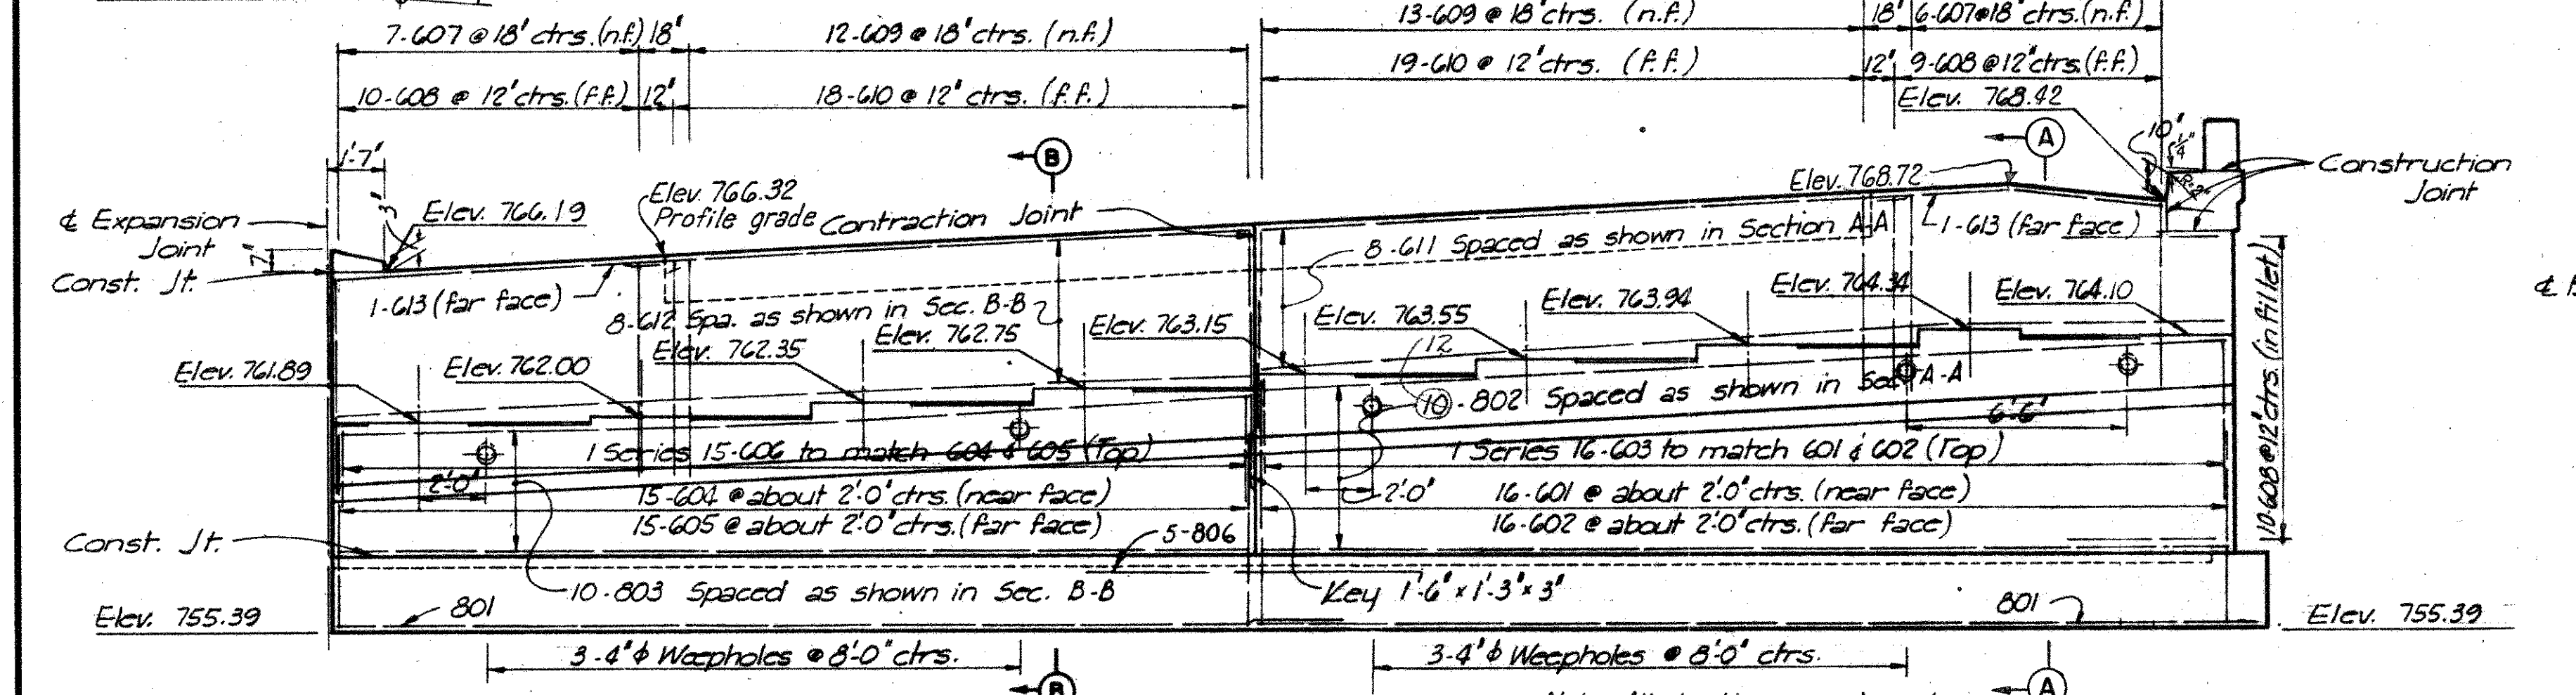 13-609 @ 18" ctrs. (n.f.)
18" 6-607@18" ctrs.(n.f.)
7-607 @ 18" ctrs.(n.f.) 18"
12-609 @ 18" ctrs. (n.f.)
19-610 @ 12" ctrs. (f.f.)
12" 9-608 @12" ctrs.(f.f.)
10-608 @ 12" ctrs.(f.f.) 12"
18-610 @ 12" ctrs. (f.f.)
Elev. 768.42
A
10"
1/4"
1'-7"
B
Construction
Joint
Elev. 768.72
Elev. 766.32
Profile grade
Contraction Joint
3"
Elev. 766.19
℄ Expansion
Joint
7"
Const. Jt.
8-611 Spaced as shown in Section A-A
1-613 (far face)
1-613 (far face)
8-612 Spa. as shown in Sec. B-B
Elev. 764.34
Elev. 764.10
Elev. 763.94
Elev. 763.55
Elev. 763.15
Elev. 762.75
Elev. 762.35
Elev. 762.00
Elev. 761.89
12
10-802 Spaced as shown in Sec. A-A
6'-6"
10-608@12"ctrs.(in fillet)
1 Series 15-606 to match 604 & 605 (Top)
1 Series 16-603 to match 601 & 602 (Top)
2'-0"
15-604 @ about 2'-0" ctrs. (near face)
2'-0"
16-601 @ about 2'-0" ctrs. (near face)
15-605 @ about 2'-0" ctrs. (far face)
16-602 @ about 2'-0" ctrs. (far face)
Const. Jt.
5-806
10-803 Spaced as shown in Sec. B-B
Key 1'-6" x 1'-3" x 3"
801
801
Elev. 755.39
Elev. 755.39
3-4"ϕ Weepholes @ 8'-0" ctrs.
3-4"ϕ Weepholes @ 8'-0" ctrs.
B
A